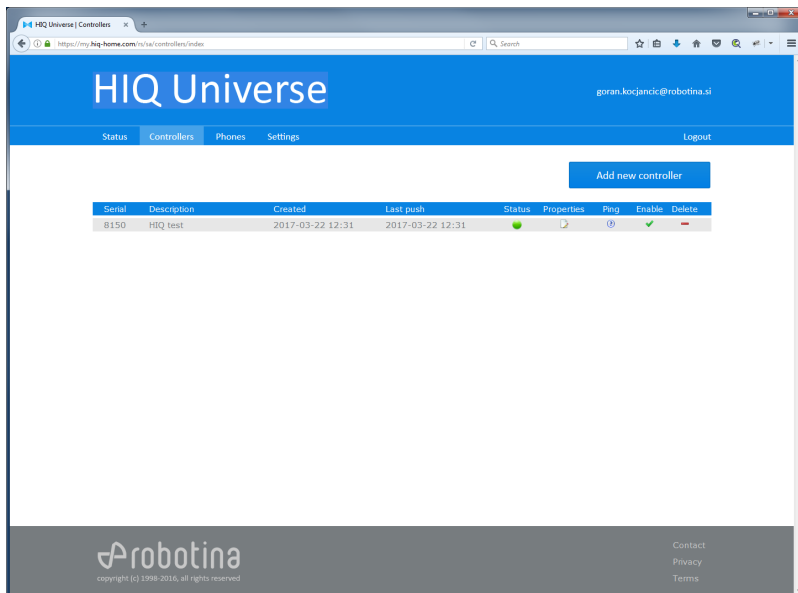 HIQ Universe | Controllers
https://my.hiq-home.com/n/sa/controllers/index
Search
HIQ Universe
goran.kocjancic@robotina.si
Status Controllers Phones Settings Logout
Add new controller
Serial Description Created Last push Status Properties Ping Enable Delete
8150 HIQ test 2017-03-22 12:31 2017-03-22 12:31
robotina
copyright (c) 1998-2016, all rights reserved
Contact
Privacy
Terms